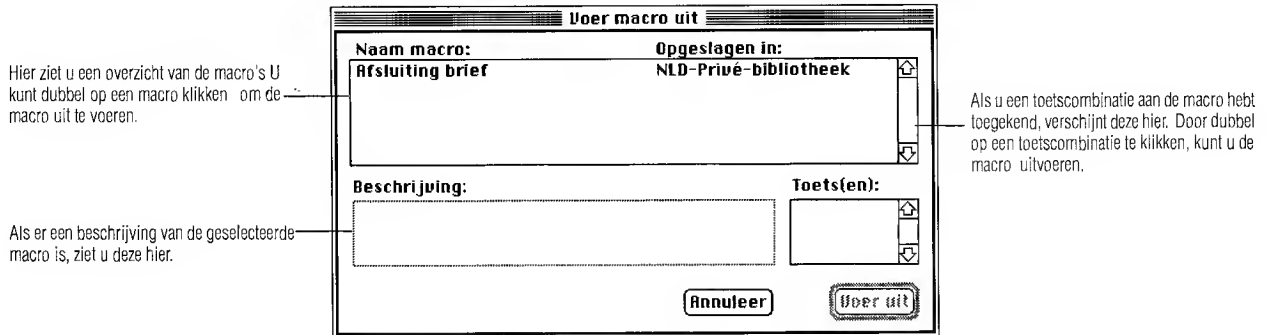 Voer macro uit
Naam macro: Opgeslagen in:
Afsluiting brief NLD-Privé-bibliotheek
Hier ziet u een overzicht van de macro's U
kunt dubbel op een macro klikken om de
macro uit te voeren.
Als u een toetscombinatie aan de macro hebt
toegekend, verschijnt deze hier. Door dubbel
op een toetscombinatie te klikken, kunt u de
macro uitvoeren.
Beschrijving: Toets(en):
Als er een beschrijving van de geselecteerde
macro is, ziet u deze hier.
Annuleer Voer uit